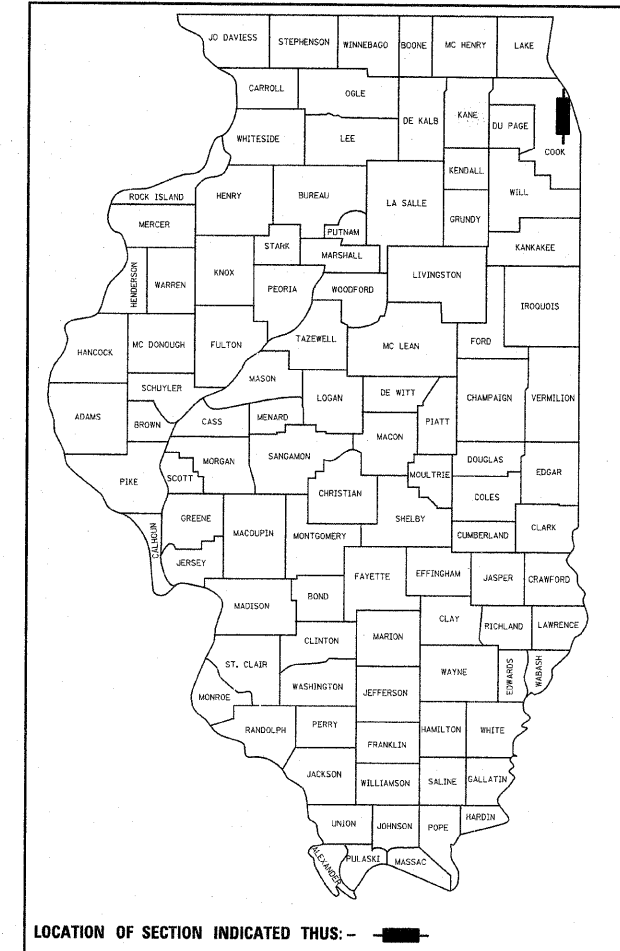 JO DAVIESS STEPHENSON WINNEBAGO BOONE MC HENRY LAKE
CARROLL OGLE DE KALB KANE DU PAGE COOK
WHITESIDE LEE
KENDALL WILL
ROCK ISLAND HENRY BUREAU LA SALLE GRUNDY
MERCER PUTNAM KANKAKEE
STARK MARSHALL
HENDERSON WARREN KNOX PEORIA WOODFORD LIVINGSTON IROQUOIS
HANCOCK MC DONOUGH FULTON TAZEWELL MC LEAN FORD
MASON
SCHUYLER LOGAN DE WITT CHAMPAIGN VERMILION
ADAMS BROWN CASS MENARD MACON PIATT
SANGAMON DOUGLAS
PIKE SCOTT MORGAN CHRISTIAN MOULTRIE COLES EDGAR
GREENE SHELBY
CALHOUN MACOUPIN MONTGOMERY CUMBERLAND CLARK
JERSEY
FAYETTE EFFINGHAM JASPER CRAWFORD
MADISON BOND
CLAY RICHLAND LAWRENCE
CLINTON MARION
ST. CLAIR WAYNE EDWARDS WABASH
MONROE WASHINGTON JEFFERSON
RANDOLPH PERRY HAMILTON WHITE
FRANKLIN
JACKSON WILLIAMSON SALINE GALLATIN
HARDIN
UNION JOHNSON POPE
ALEXANDER PULASKI MASSAC
LOCATION OF SECTION INDICATED THUS: -